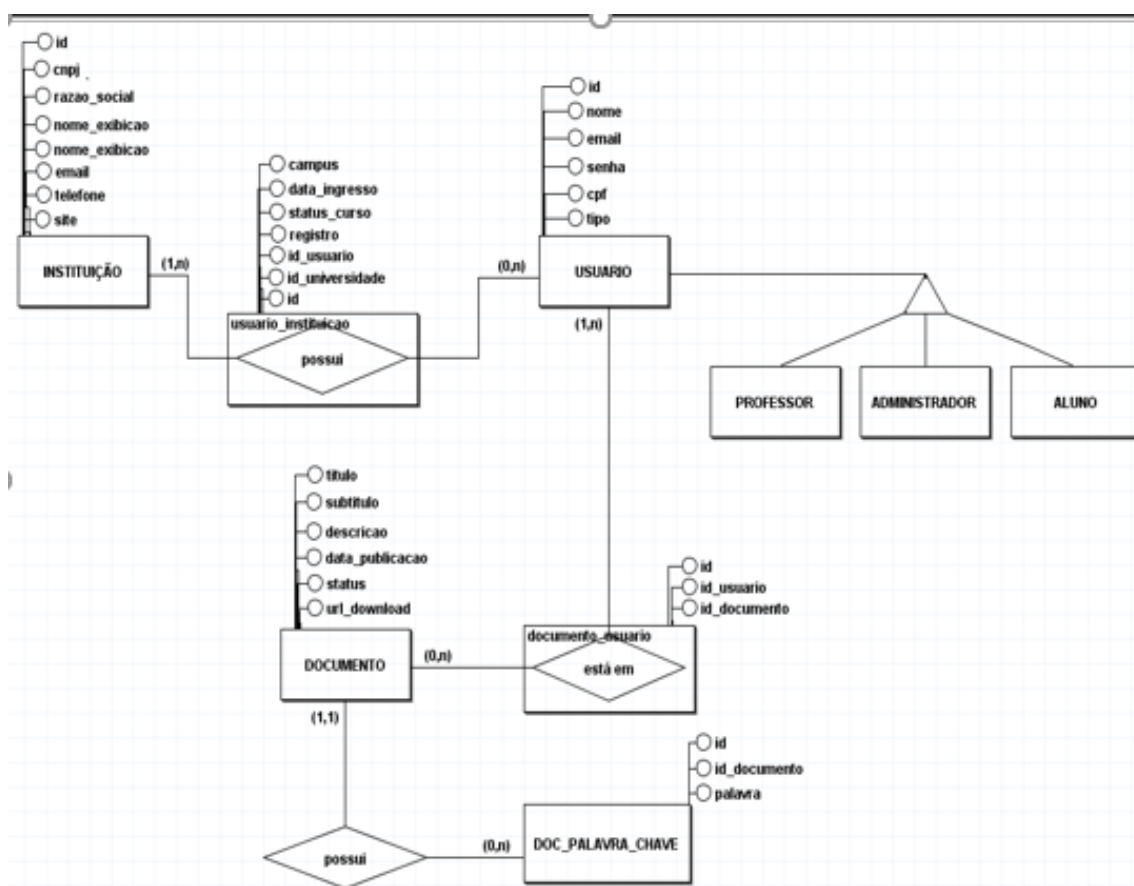 id
cnpj
razao_social
nome_exibicao
nome_exibicao
email
telefone
site
INSTITUIÇÃO
(1,n)
campus
data_ingresso
status_curso
registro
id_usuario
id_universidade
id
usuario_instituicao
possui
(0,n)
id
nome
email
senha
cpf
tipo
USUARIO
(1,n)
PROFESSOR
ADMINISTRADOR
ALUNO
titulo
subtitulo
descricao
data_publicacao
status
url_download
DOCUMENTO
(0,n)
(1,1)
id
id_usuario
id_documento
documento_usuario
está em
possui
(0,n)
id
id_documento
palavra
DOC_PALAVRA_CHAVE